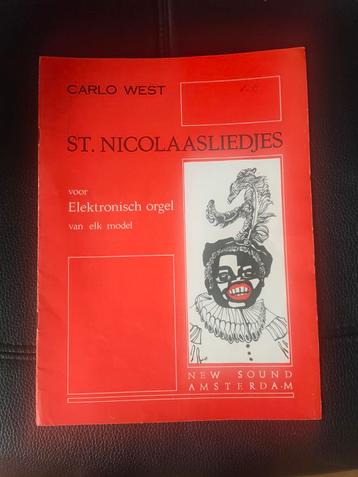 CARLO WEST
ST. NICOLAASLIEDJES
voor
Elektronisch orgel
van elk model
NEW SOUND
AMSTERDAM